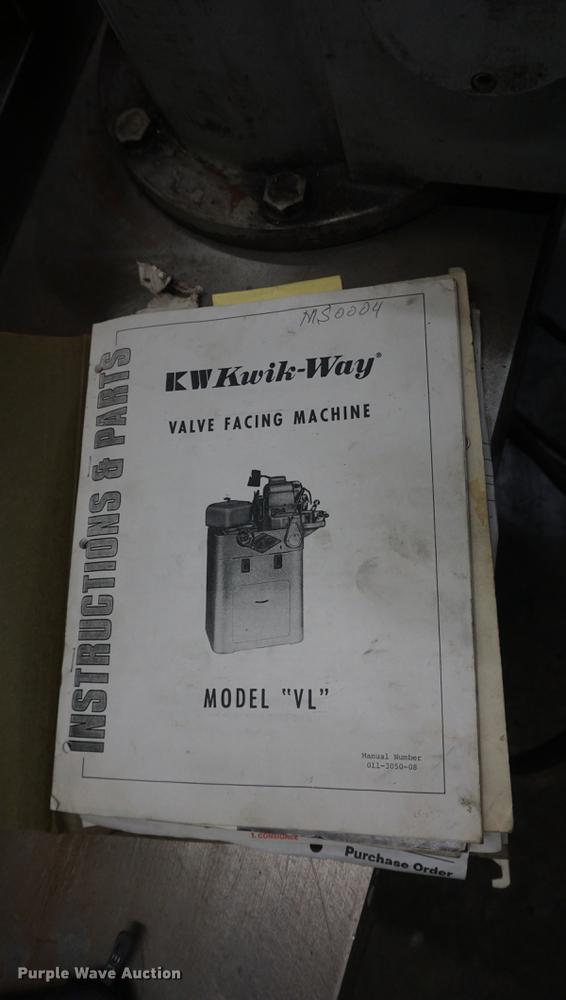 MS0004
KW Kwik-Way®
VALVE FACING MACHINE
INSTRUCTIONS & PARTS
MODEL "VL"
Manual Number
011-3050-08
Purchase Order
Purple Wave Auction